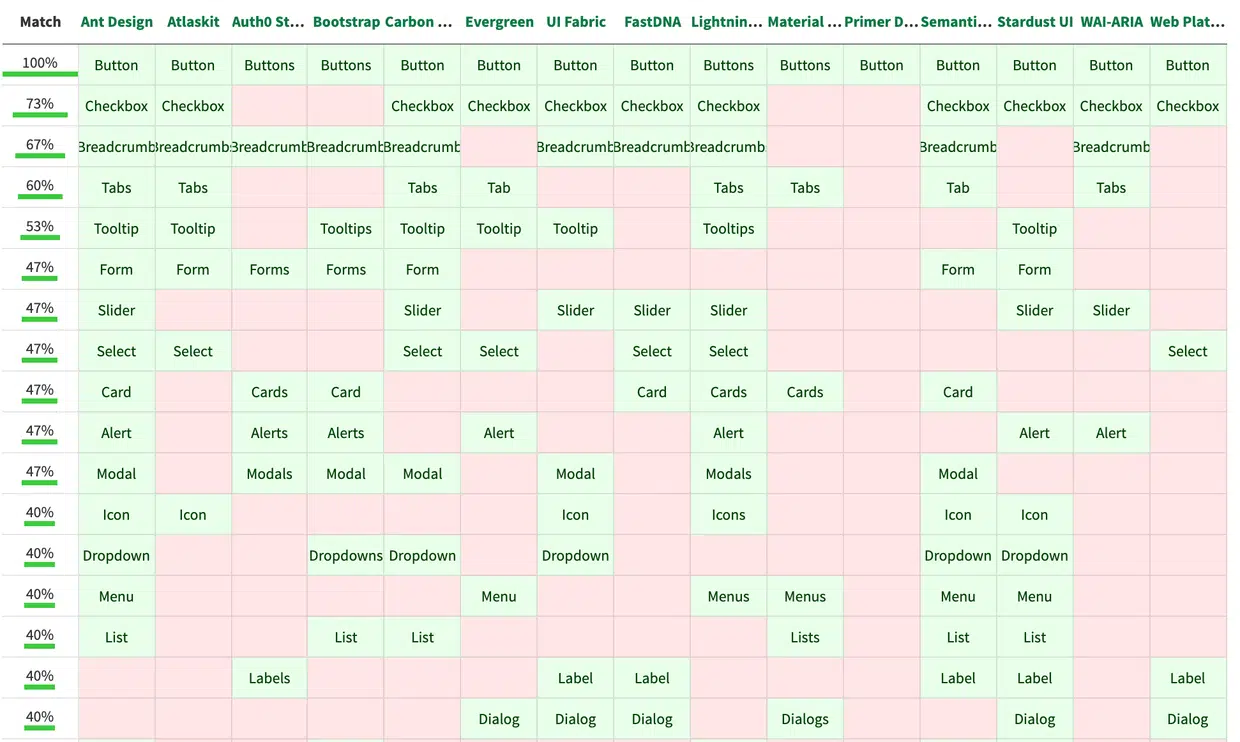 Match Ant Design Atlaskit Auth0 St... Bootstrap Carbon ... Evergreen UI Fabric FastDNA Lightnin... Material ... Primer D... Semanti... Stardust UI WAI-ARIA Web Plat...
100% Button Button Buttons Buttons Button Button Button Button Buttons Buttons Button Button Button Button Button
73% Checkbox Checkbox Checkbox Checkbox Checkbox Checkbox Checkbox Checkbox Checkbox Checkbox Checkbox
67% Breadcrumb Breadcrumbs Breadcrumb Breadcrumb Breadcrumb Breadcrumb Breadcrumb Breadcrumbs Breadcrumb Breadcrumb
60% Tabs Tabs Tabs Tab Tabs Tabs Tab Tabs
53% Tooltip Tooltip Tooltips Tooltip Tooltip Tooltip Tooltips Tooltip
47% Form Form Forms Forms Form Form Form
47% Slider Slider Slider Slider Slider Slider Slider
47% Select Select Select Select Select Select Select
47% Card Cards Card Card Cards Cards Card
47% Alert Alerts Alerts Alert Alert Alert Alert
47% Modal Modals Modal Modal Modal Modals Modal
40% Icon Icon Icon Icons Icon Icon
40% Dropdown Dropdowns Dropdown Dropdown Dropdown Dropdown
40% Menu Menu Menus Menus Menu Menu
40% List List List Lists List List
40% Labels Label Label Label Label Label
40% Dialog Dialog Dialog Dialogs Dialog Dialog